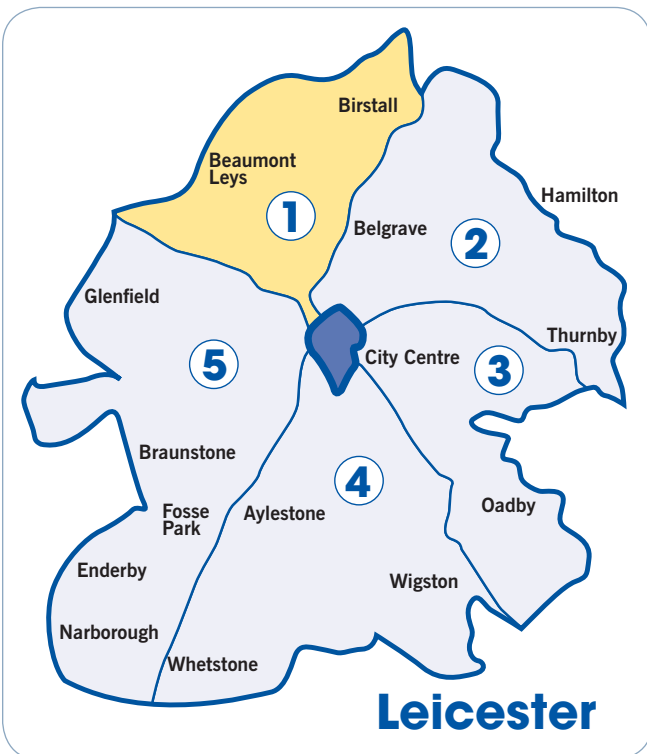 Birstall
Beaumont
Leys
1
Hamilton
Belgrave
2
Glenfield
Thurnby
City Centre
3
5
Braunstone
4
Fosse
Park
Aylestone
Oadby
Enderby
Wigston
Narborough
Whetstone
Leicester